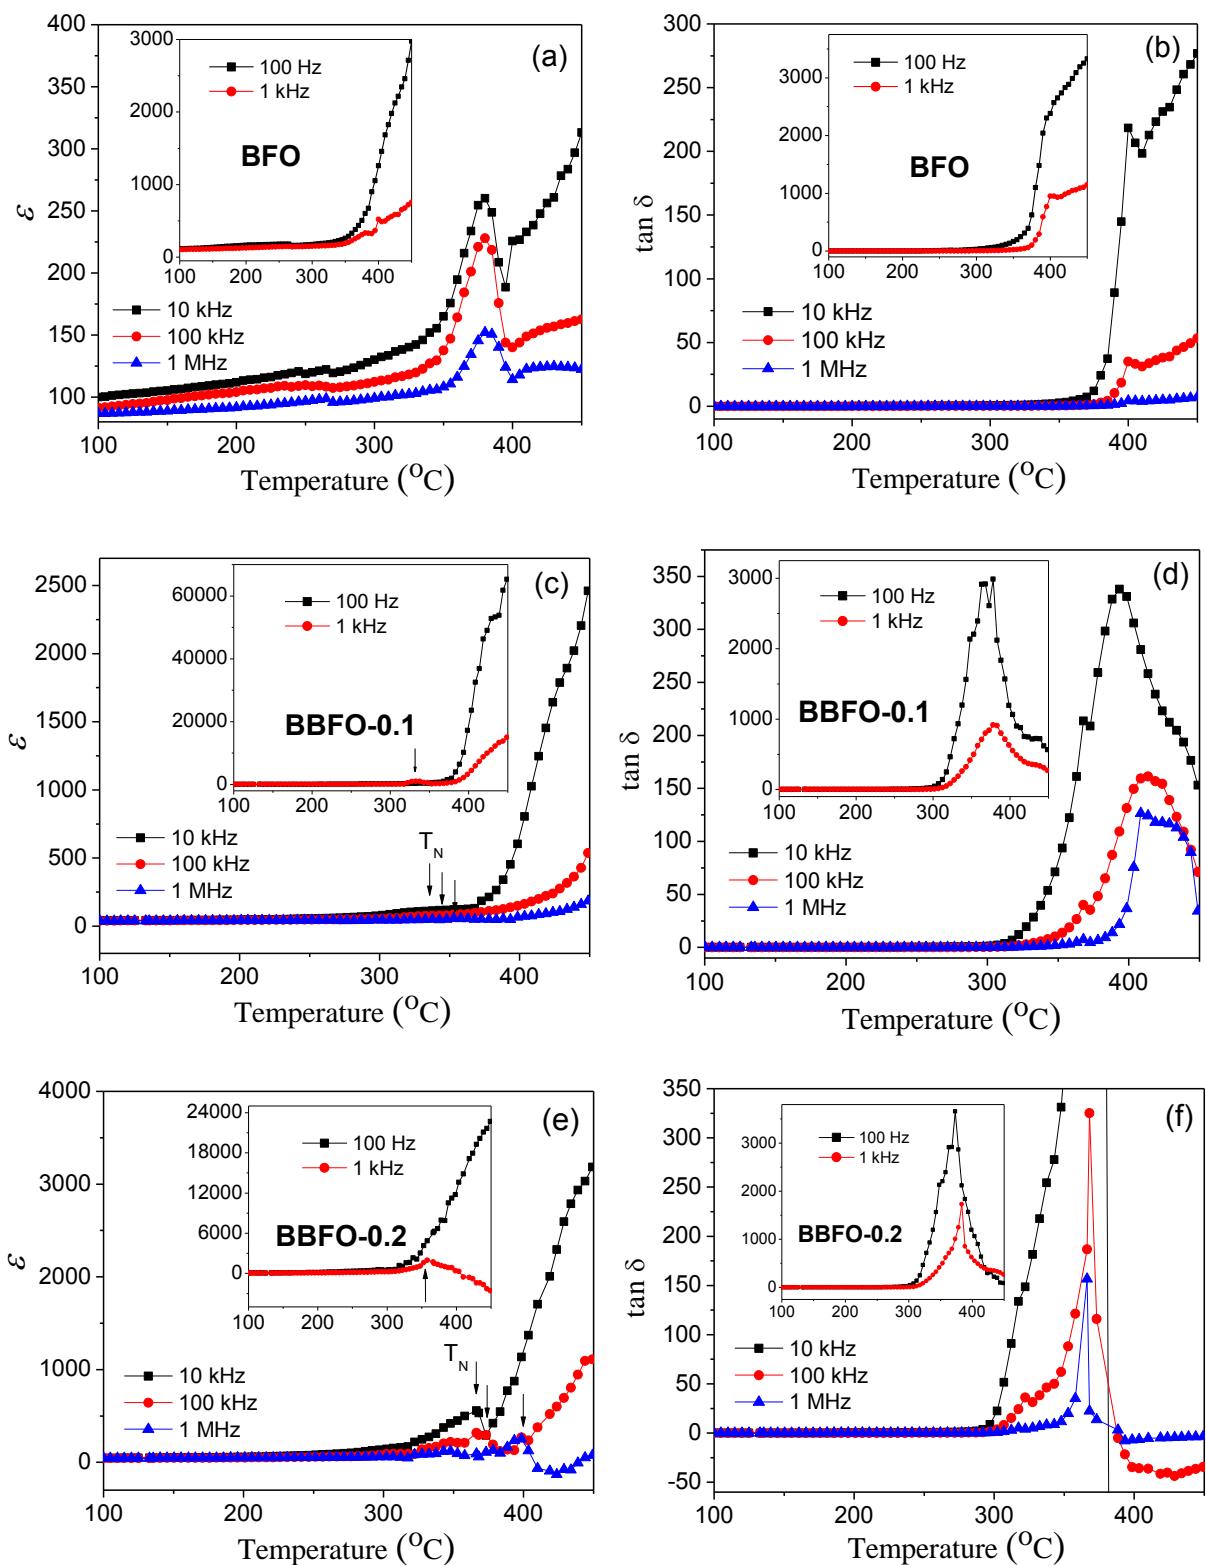 (a)
BFO
100 Hz
1 kHz
3000
2000
1000
0
100
200
300
400
400
350
300
250
200
150
100
10 kHz
100 kHz
1 MHz
ε
100
200
300
400
Temperature (°C)
(b)
BFO
100 Hz
1 kHz
3000
2000
1000
0
100
200
300
400
300
250
200
150
100
50
0
10 kHz
100 kHz
1 MHz
tan δ
100
200
300
400
Temperature (°C)
(c)
100 Hz
1 kHz
BBFO-0.1
60000
40000
20000
0
100
200
300
400
2500
2000
1500
1000
500
0
10 kHz
100 kHz
1 MHz
T_N
ε
100
200
300
400
Temperature (°C)
(d)
100 Hz
1 kHz
BBFO-0.1
3000
2000
1000
0
100
200
300
400
350
300
250
200
150
100
50
0
10 kHz
100 kHz
1 MHz
tan δ
100
200
300
400
Temperature (°C)
(e)
100 Hz
1 kHz
BBFO-0.2
24000
18000
12000
6000
0
100
200
300
400
4000
3000
2000
1000
0
10 kHz
100 kHz
1 MHz
T_N
ε
100
200
300
400
Temperature (°C)
(f)
100 Hz
1 kHz
BBFO-0.2
3000
2000
1000
0
100
200
300
400
350
300
250
200
150
100
50
0
-50
10 kHz
100 kHz
1 MHz
tan δ
100
200
300
400
Temperature (°C)